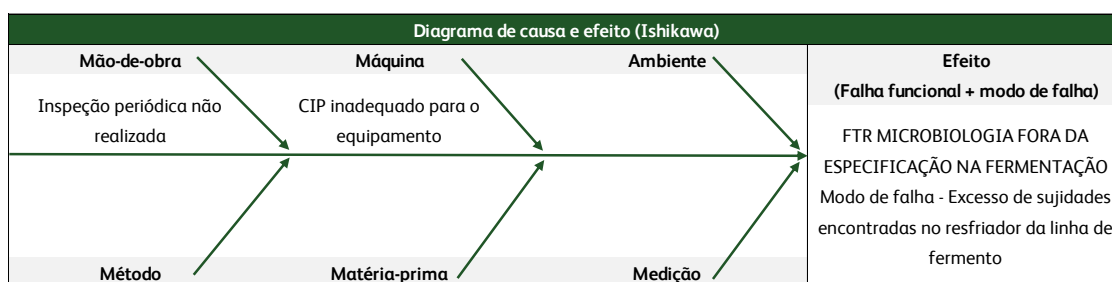 Diagrama de causa e efeito (Ishikawa)
Mão-de-obra
Máquina
Ambiente
Efeito
(Falha funcional + modo de falha)
Inspeção periódica não
realizada
CIP inadequado para o
equipamento
FTR MICROBIOLOGIA FORA DA
ESPECIFICAÇÃO NA FERMENTAÇÃO
Modo de falha - Excesso de sujidades
encontradas no resfriador da linha de
fermento
Método
Matéria-prima
Medição